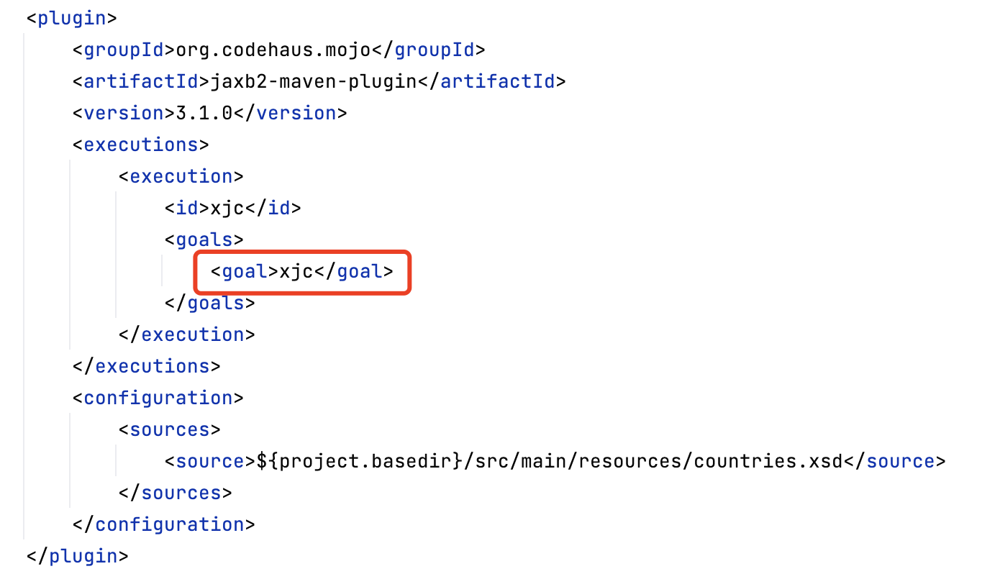 <plugin>
<groupId>org.codehaus.mojo</groupId>
<artifactId>jaxb2-maven-plugin</artifactId>
<version>3.1.0</version>
<executions>
<execution>
<id>xjc</id>
<goals>
<goal>xjc</goal>
</goals>
</execution>
</executions>
<configuration>
<sources>
<source>${project.basedir}/src/main/resources/countries.xsd</source>
</sources>
</configuration>
</plugin>